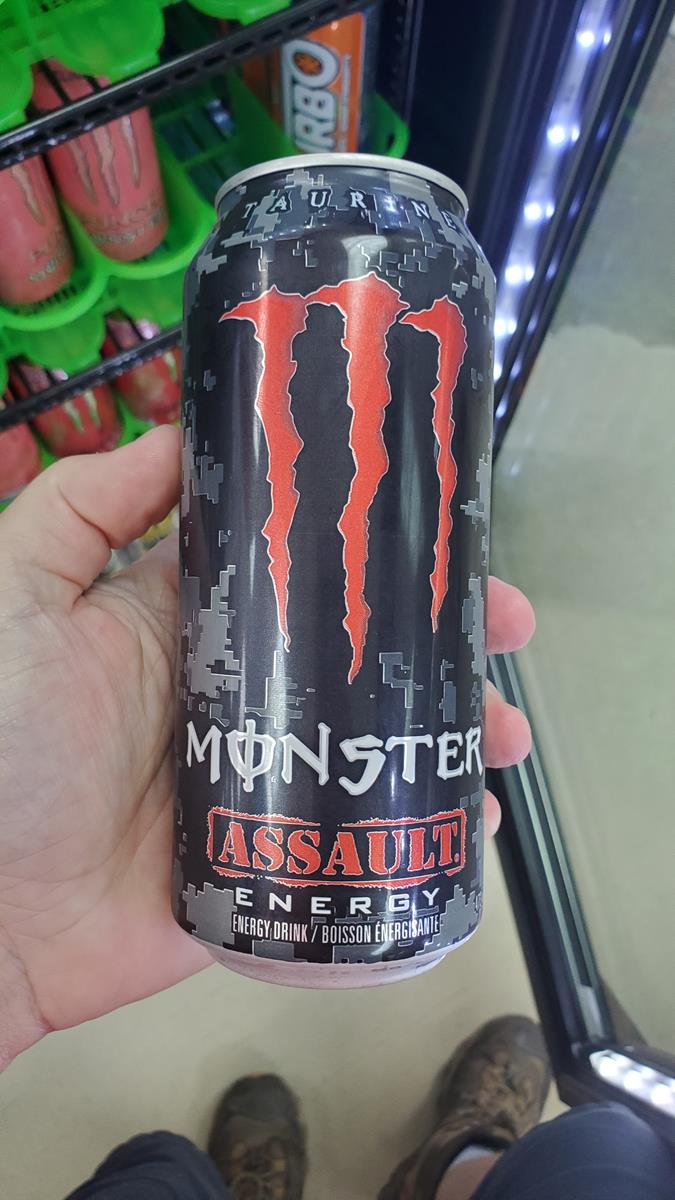 TAURINE
MONSTER
ASSAULT
ENERGY
ENERGY DRINK / BOISSON ÉNERGISANTE